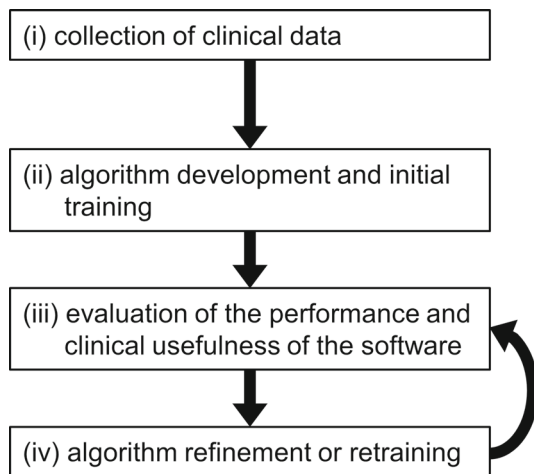 (i) collection of clinical data
(ii) algorithm development and initial
training
(iii) evaluation of the performance and
clinical usefulness of the software
(iv) algorithm refinement or retraining